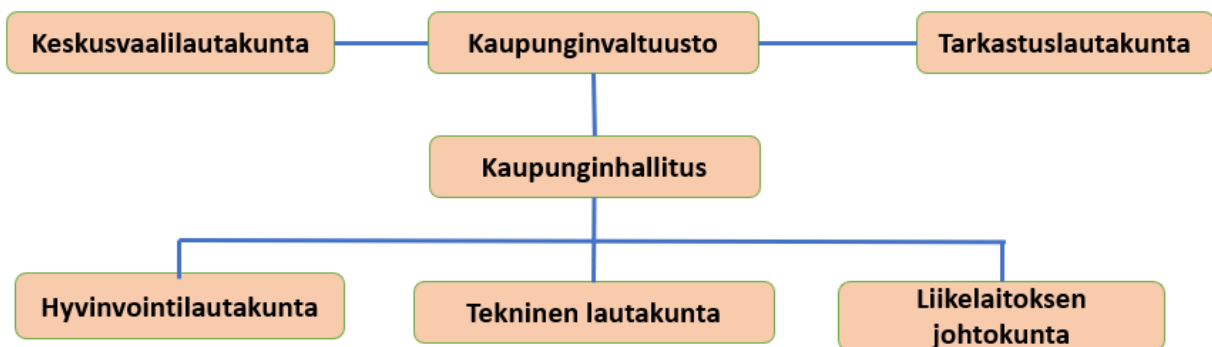 Keskusvaalilautakunta
Kaupunginvaltuusto
Tarkastuslautakunta
Kaupunginhallitus
Hyvinvointilautakunta
Tekninen lautakunta
Liikelaitoksen
johtokunta